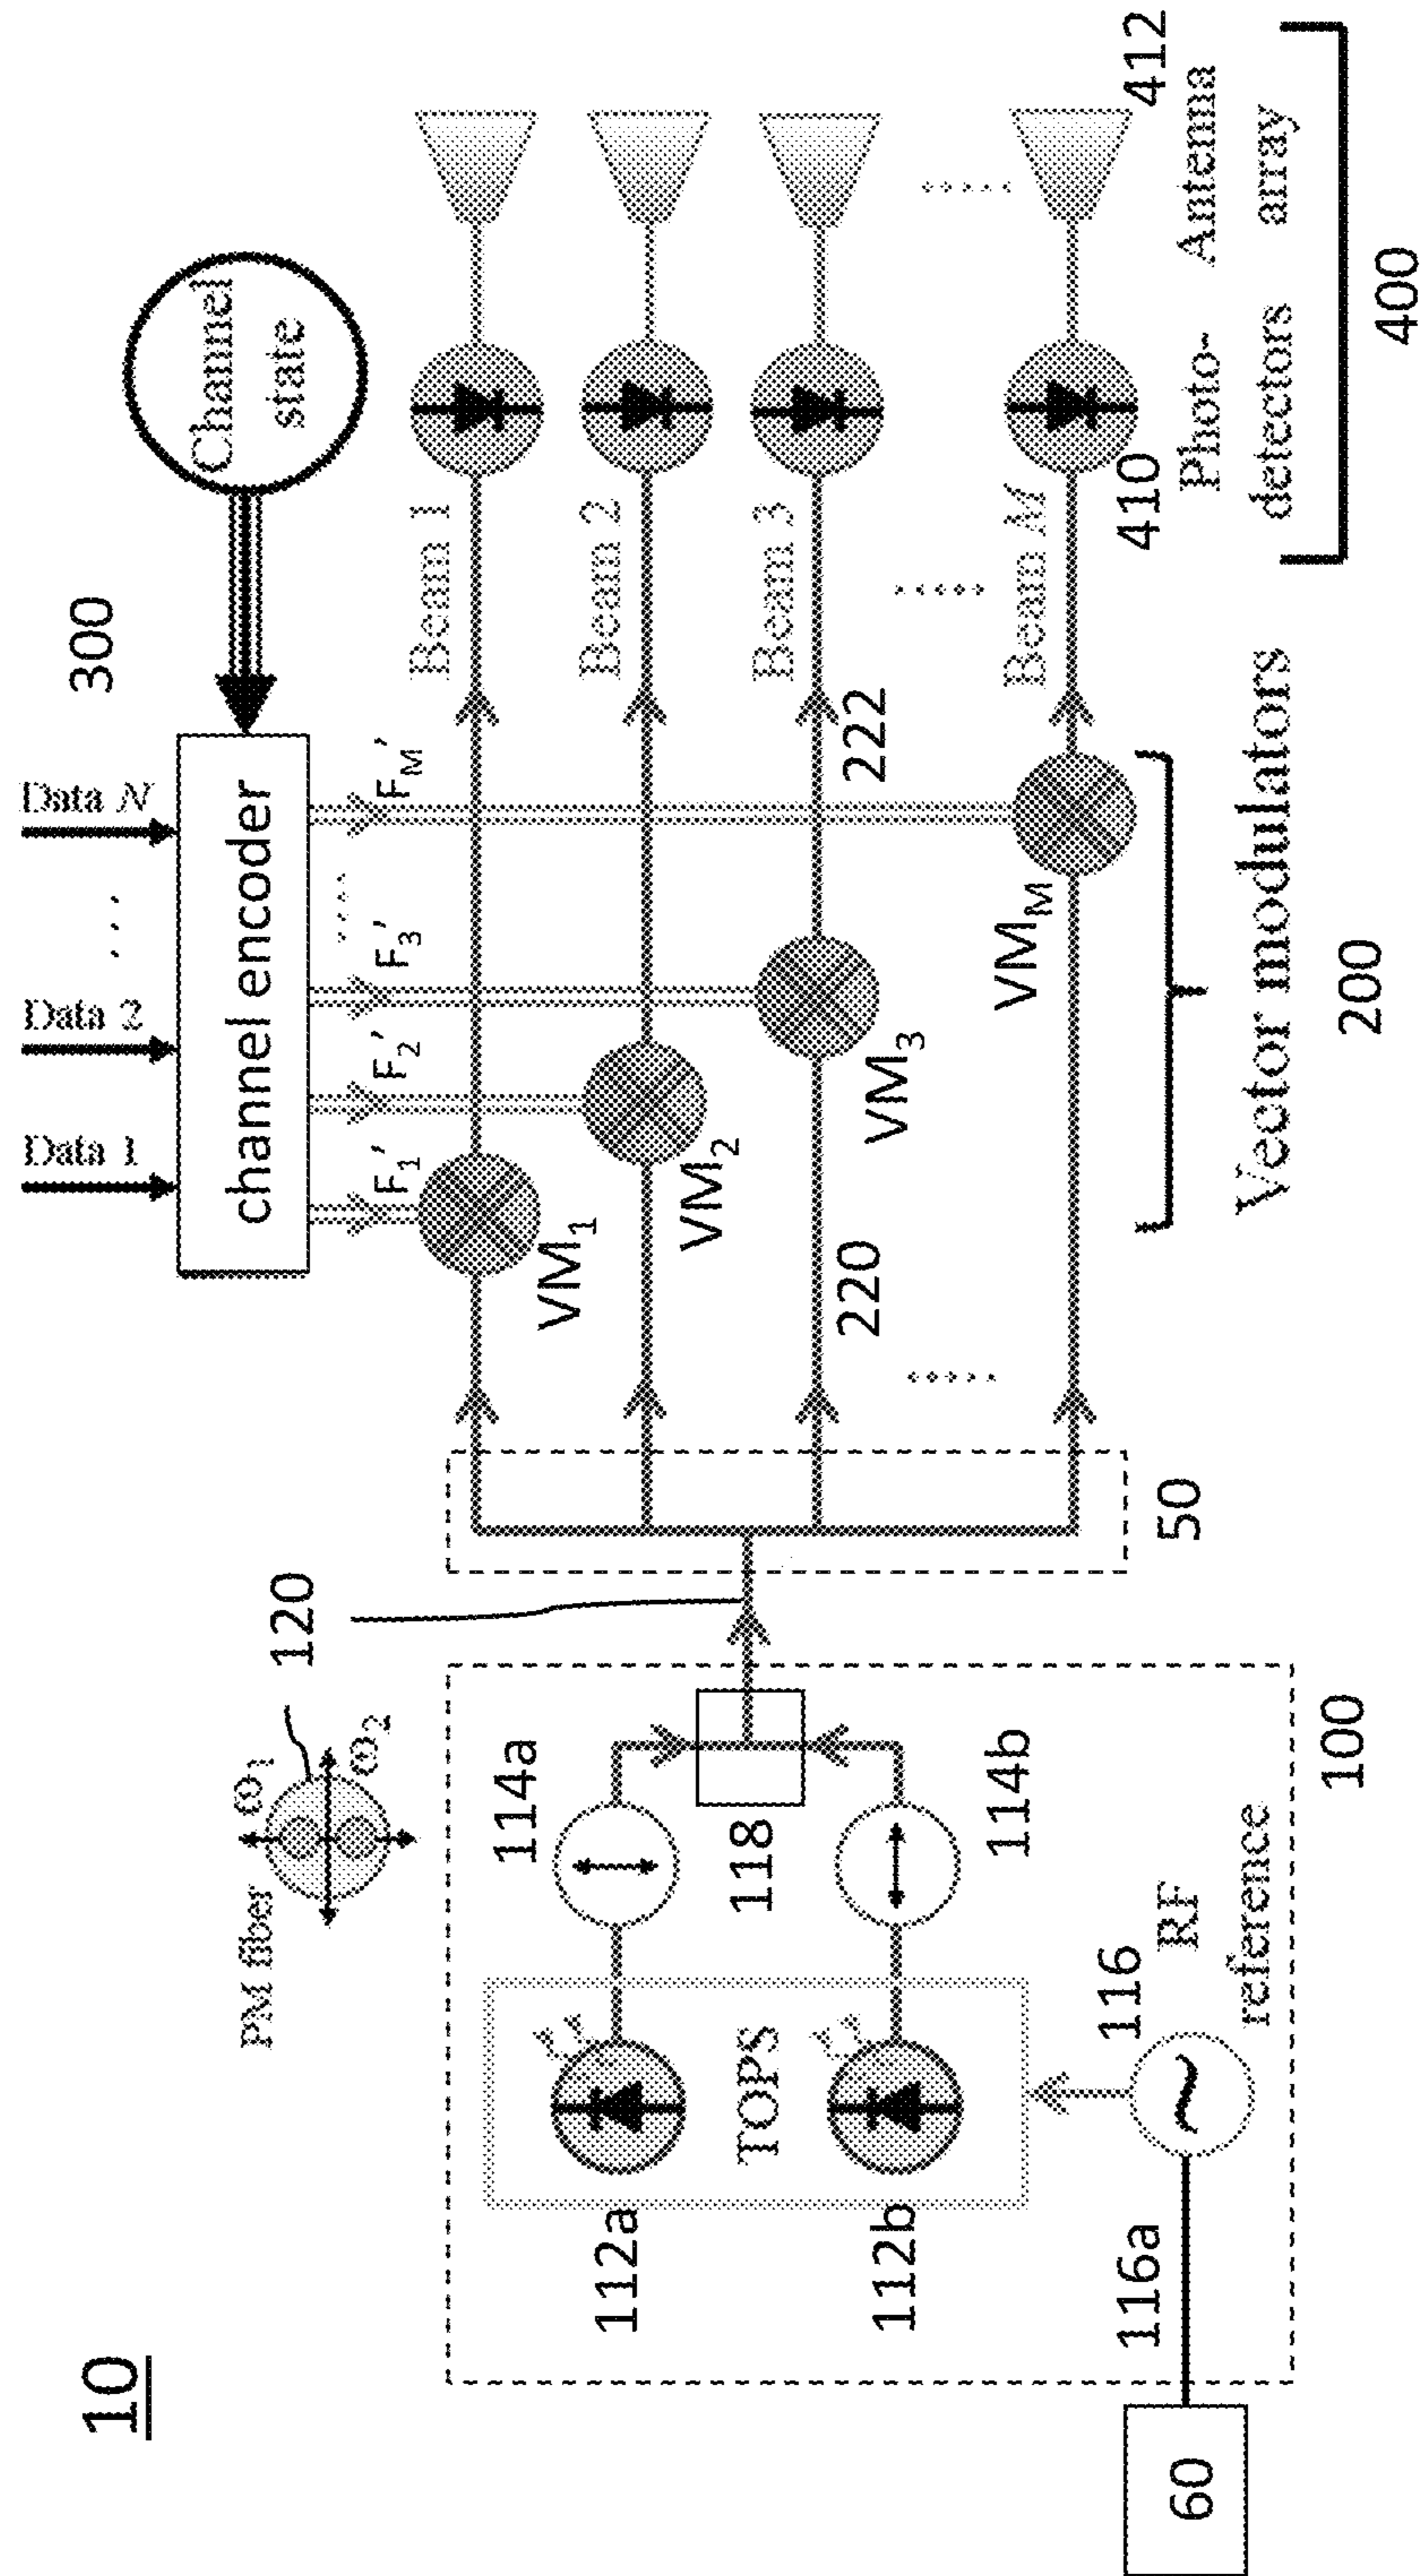 10
Data 1
Data 2
. . .
Data N
300
channel encoder
Channel
state
F1'
F2'
F3'
.....
FM'
PM fiber
ω1
ω2
120
Beam 1
VM1
Beam 2
VM2
Beam 3
VM3
220
222
.....
.....
.....
Beam M
VMM
410
412
112a
114a
TOPS
118
112b
114b
116a
116
RF
reference
60
100
50
Vector modulators
200
Photo-
detectors
Antenna
array
400